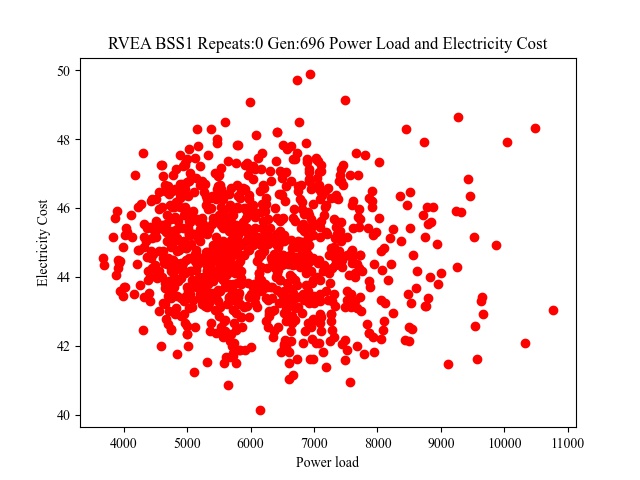 RVEA BSS1 Repeats:0 Gen:696 Power Load and Electricity Cost
50
48
46
44
42
40
Electricity Cost
4000 5000 6000 7000 8000 9000 10000 11000
Power load